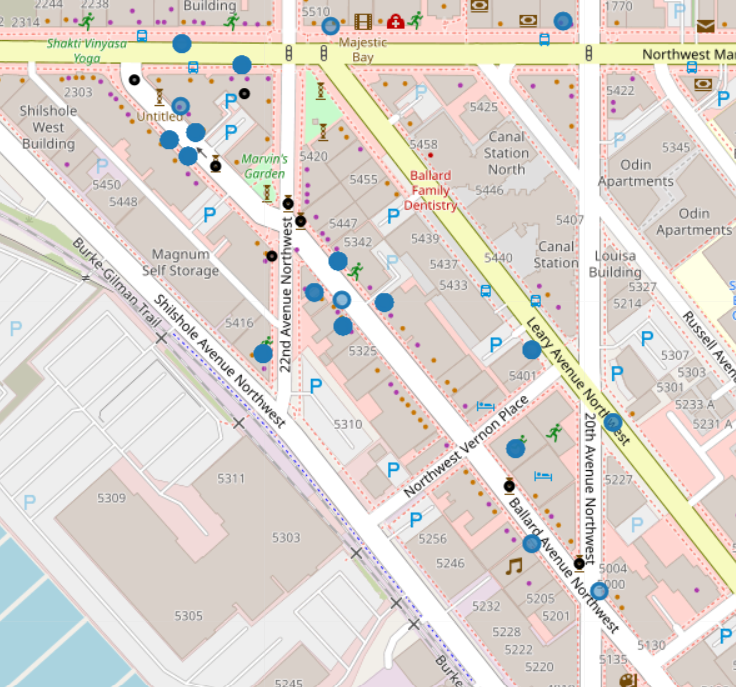 2244
2238
Building
5510
1770
2314
Shakti Vinyasa
Yoga
Majestic
Bay
Northwest Mar
2303
P
P
P
5422
P
Shilshole
West
Building
Untitled
P
5425
5458
Canal
Station
North
5345
Marvin's
Garden
5420
P
5450
5448
5455
Ballard
Family
Dentistry
5446
Odin
Apartments
P
P
5447
5342
5439
5407
Odin
Apartments
Magnum
Self Storage
P
5437
5440
Canal
Station
Louisa
Building
5433
5327
5214
Burke-Gilman Trail
Shilshole Avenue Northwest
22nd Avenue Northwest
P
5416
5325
P
Leary Avenue Northwest
P
5307
5303
Russell Aven
P
5401
P
5301
5233 A
5231 A
5310
Northwest Vernon Place
20th Avenue Northwest
P
5311
5309
P
5227
P
Ballard Avenue Northwest
P
5303
5256
5246
5004
5000
5305
5232
5205
5201
5228
5222
5220
5130
P
5135
5245
Burke